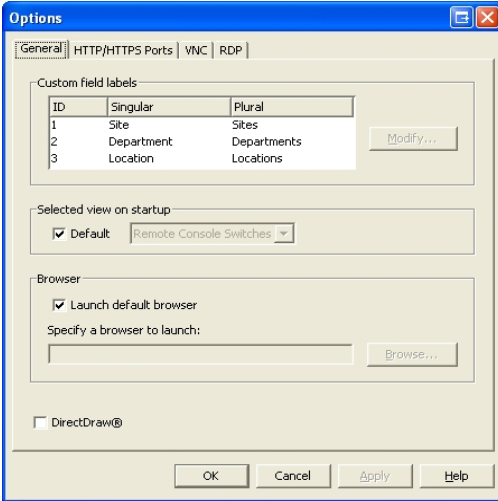 Options
General HTTP/HTTPS Ports VNC RDP
Custom field labels
ID Singular Plural
1 Site Sites
2 Department Departments
3 Location Locations
Modify...
Selected view on startup
Default Remote Console Switches
Browser
Launch default browser
Specify a browser to launch:
Browse...
DirectDraw®
OK Cancel Apply Help